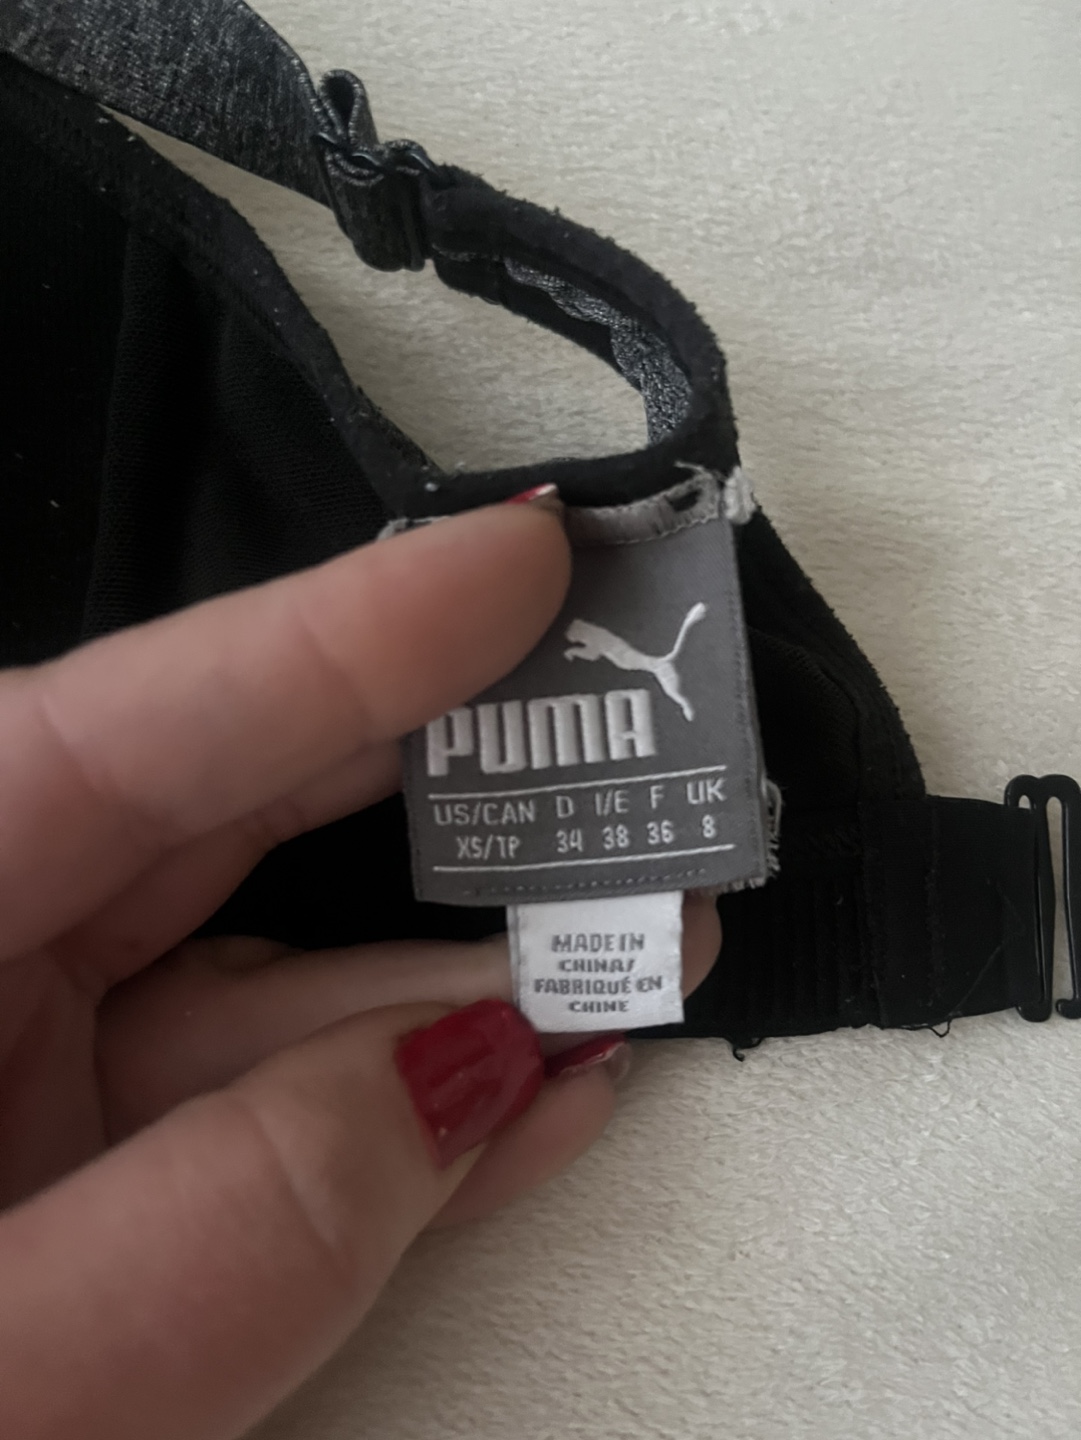 PUMA
US/CAN D I/E F UK
XS/TP 34 38 36 8
MADE IN
CHINA/
FABRIQUÉ EN
CHINE